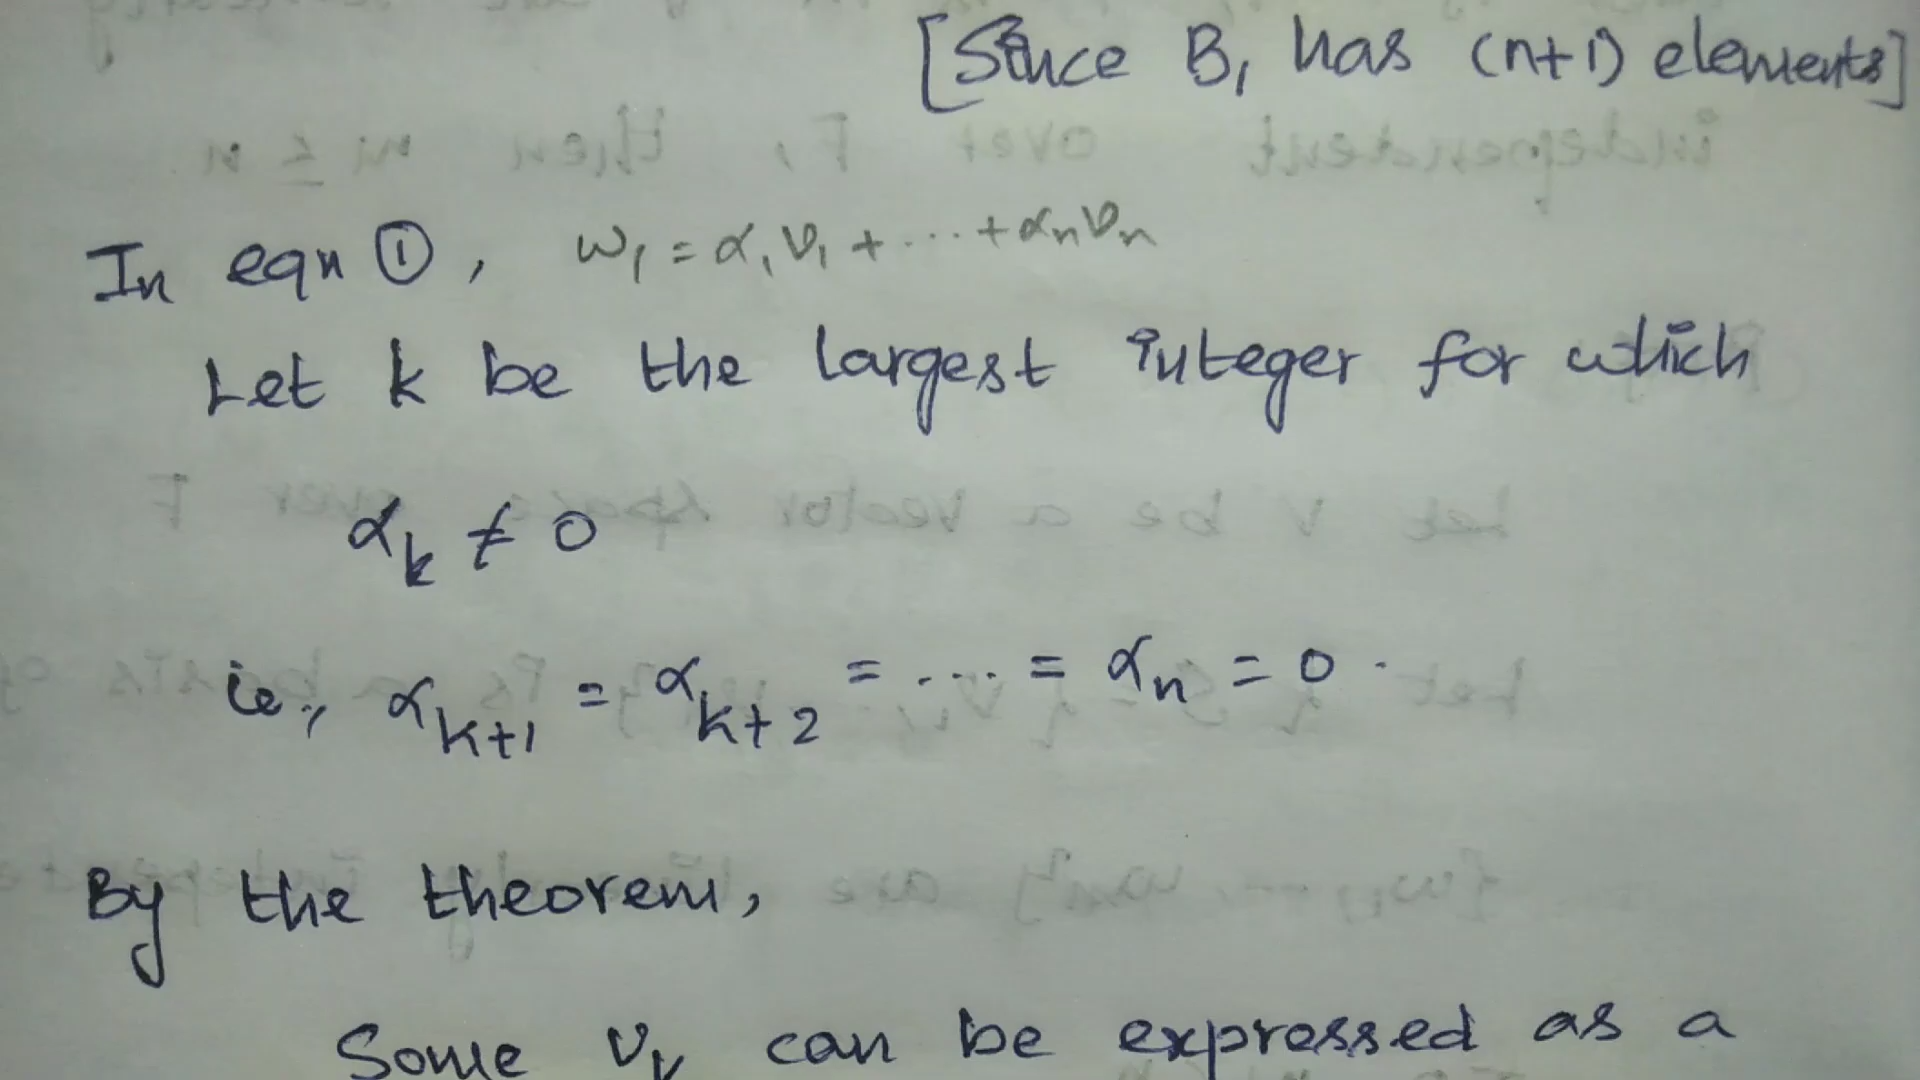 [Since B₁ has (n+1) elements]
In eqn ①, w₁ = α₁v₁ + ... + αₙvₙ
Let k be the largest integer for which
αₖ ≠ 0
ie., αₖ₊₁ = αₖ₊₂ = ... = αₙ = 0.
By the theorem,
Some vₖ can be expressed as a